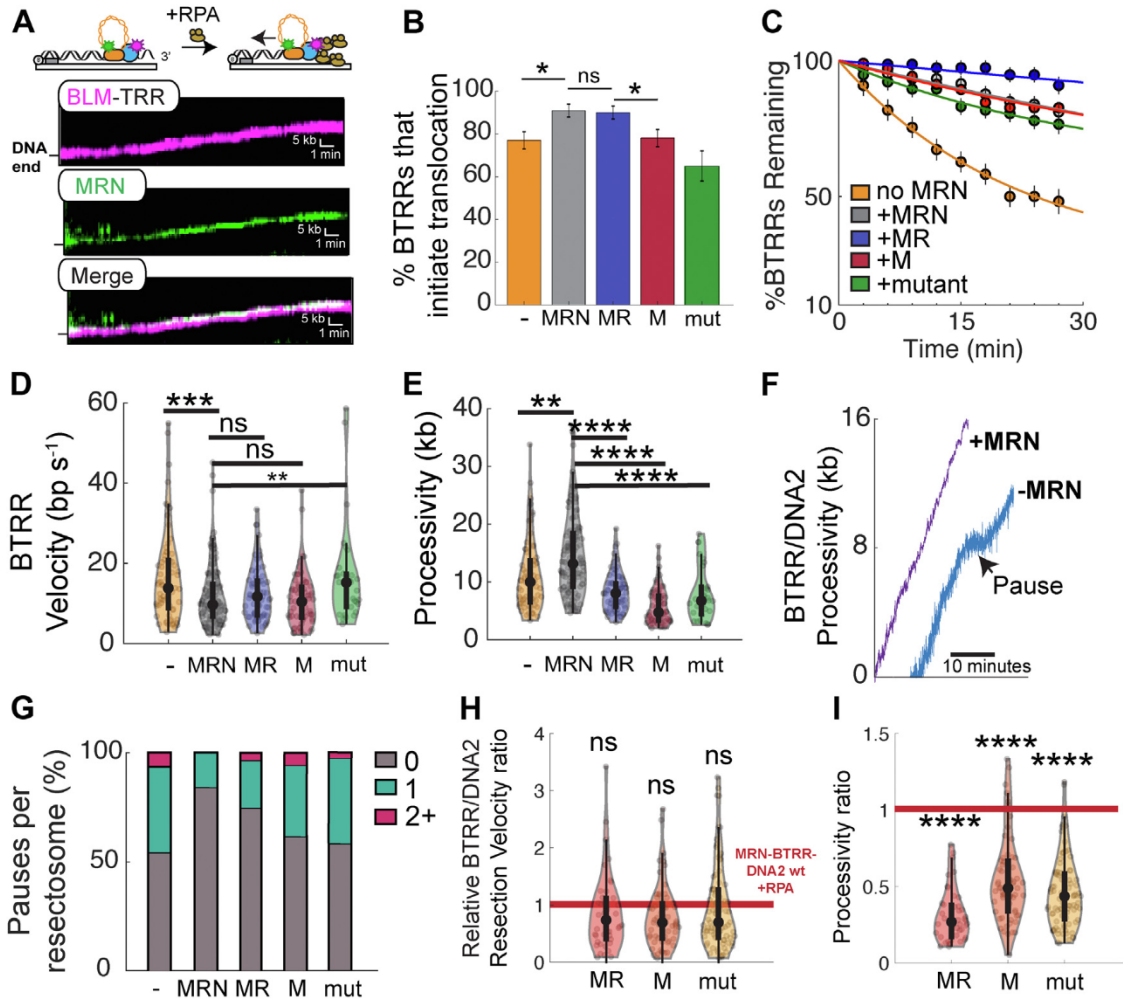 A
+RPA
3'
BLM-TRR
DNA
end
5 kb
1 min
MRN
5 kb
1 min
Merge
5 kb
1 min
B
% BTRRs that
initiate translocation
100
80
60
40
20
0
*
ns
*
-
MRN
MR
M
mut
C
%BTRRs Remaining
100
50
10
no MRN
+MRN
+MR
+M
+mutant
0
15
30
Time (min)
D
BTRR
Velocity (bp s⁻¹)
60
40
20
0
***
ns
ns
**
-
MRN
MR
M
mut
E
Processivity (kb)
40
30
20
10
0
**
****
****
****
-
MRN
MR
M
mut
F
BTRR/DNA2
Processivity (kb)
16
8
0
+MRN
-MRN
Pause
10 minutes
G
Pauses per
resectosome (%)
100
50
0
0
1
2+
-
MRN
MR
M
mut
H
Relative BTRR/DNA2
Resection Velocity ratio
4
3
2
1
0
ns
ns
ns
MRN-BTRR-
DNA2 wt
+RPA
MR
M
mut
I
Processivity ratio
1.5
1
0.5
0
****
****
****
MR
M
mut